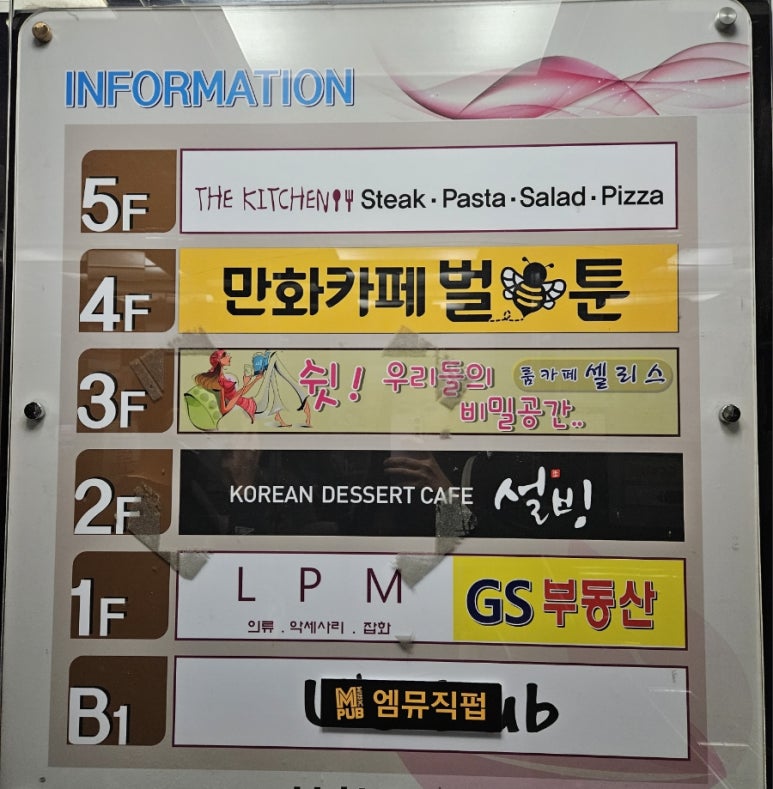 INFORMATION
5F THE KITCHEN Steak · Pasta · Salad · Pizza
4F 만화카페 벌툰
3F 쉿! 우리들의 룸카페 셀리스
비밀공간..
2F KOREAN DESSERT CAFE 설빙
1F L P M GS 부동산
의류 . 악세사리 . 잡화
B1 M MUSIC PUB 엠뮤직펍 ub